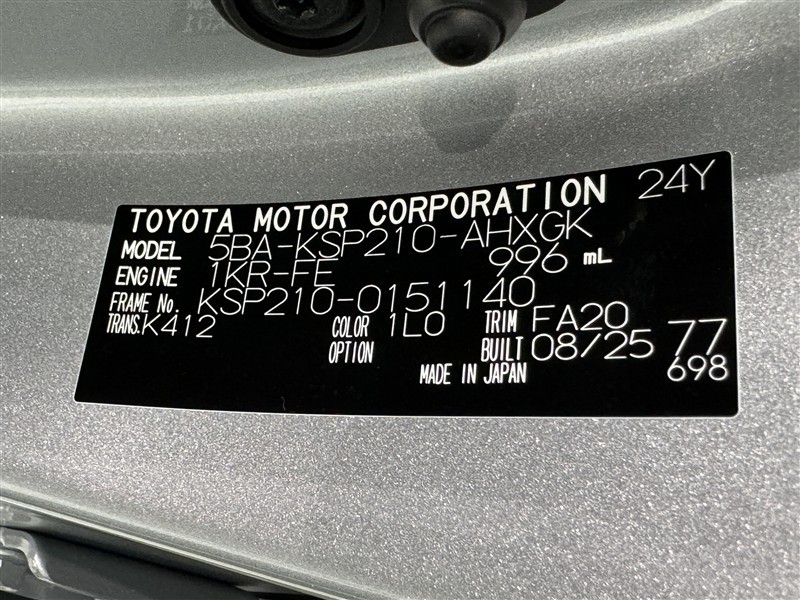 TOYOTA MOTOR CORPORATION 24Y
MODEL 5BA-KSP210-AHXGK
ENGINE 1KR-FE 996 mL
FRAME No. KSP210-0151140
TRANS. K412 COLOR 1L0 TRIM FA20
OPTION BUILT 08/25 77
MADE IN JAPAN 698